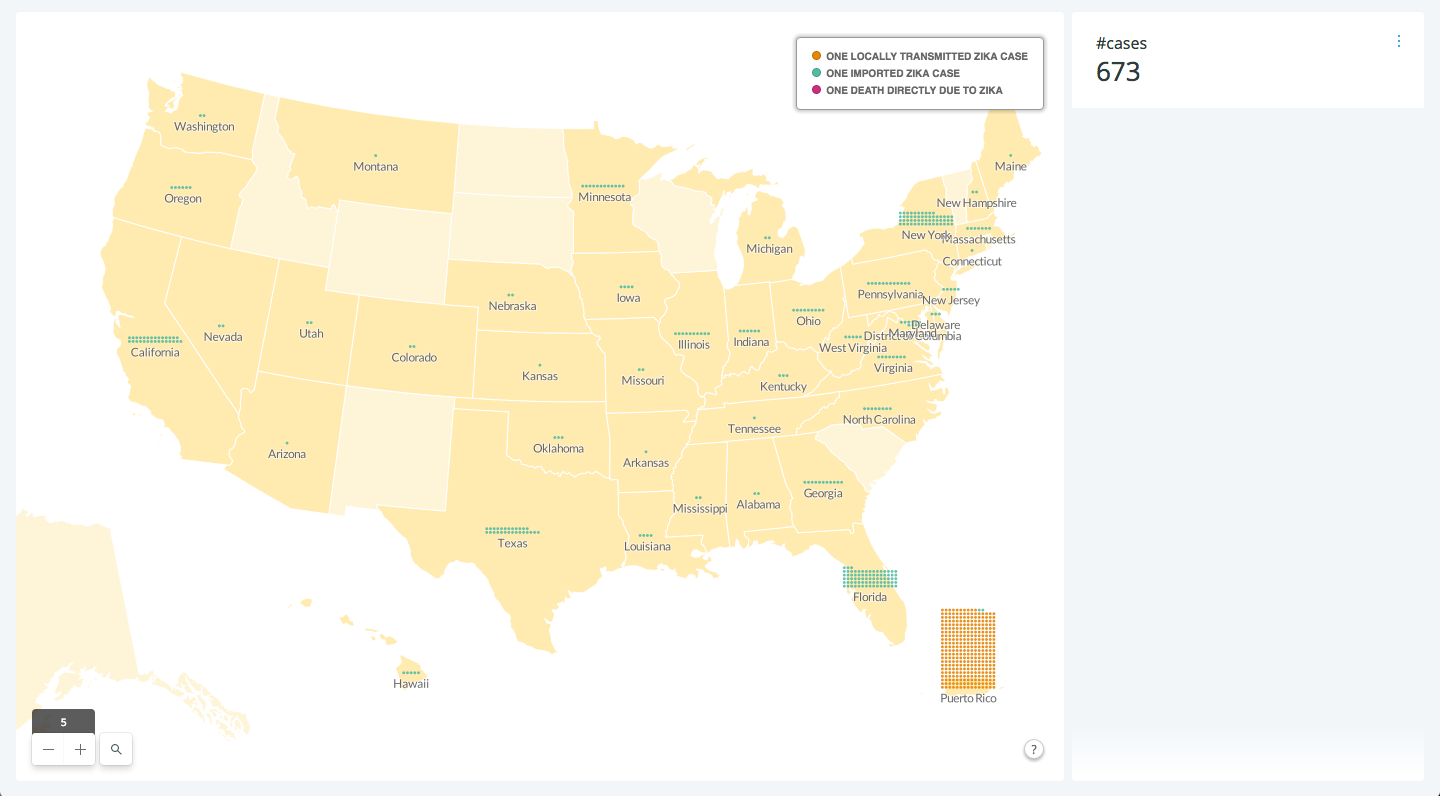 ONE LOCALLY TRANSMITTED ZIKA CASE
ONE IMPORTED ZIKA CASE
ONE DEATH DIRECTLY DUE TO ZIKA
#cases
673
Washington
Montana
Maine
Oregon
Minnesota
New Hampshire
New York
Massachusetts
Michigan
Connecticut
Pennsylvania
New Jersey
Iowa
Nebraska
Ohio
Delaware
Utah
Nevada
Maryland
District of Columbia
Illinois
Indiana
West Virginia
California
Colorado
Virginia
Kansas
Missouri
Kentucky
North Carolina
Tennessee
Oklahoma
Arizona
Arkansas
Georgia
Mississippi
Alabama
Texas
Louisiana
Florida
Hawaii
Puerto Rico
5
?